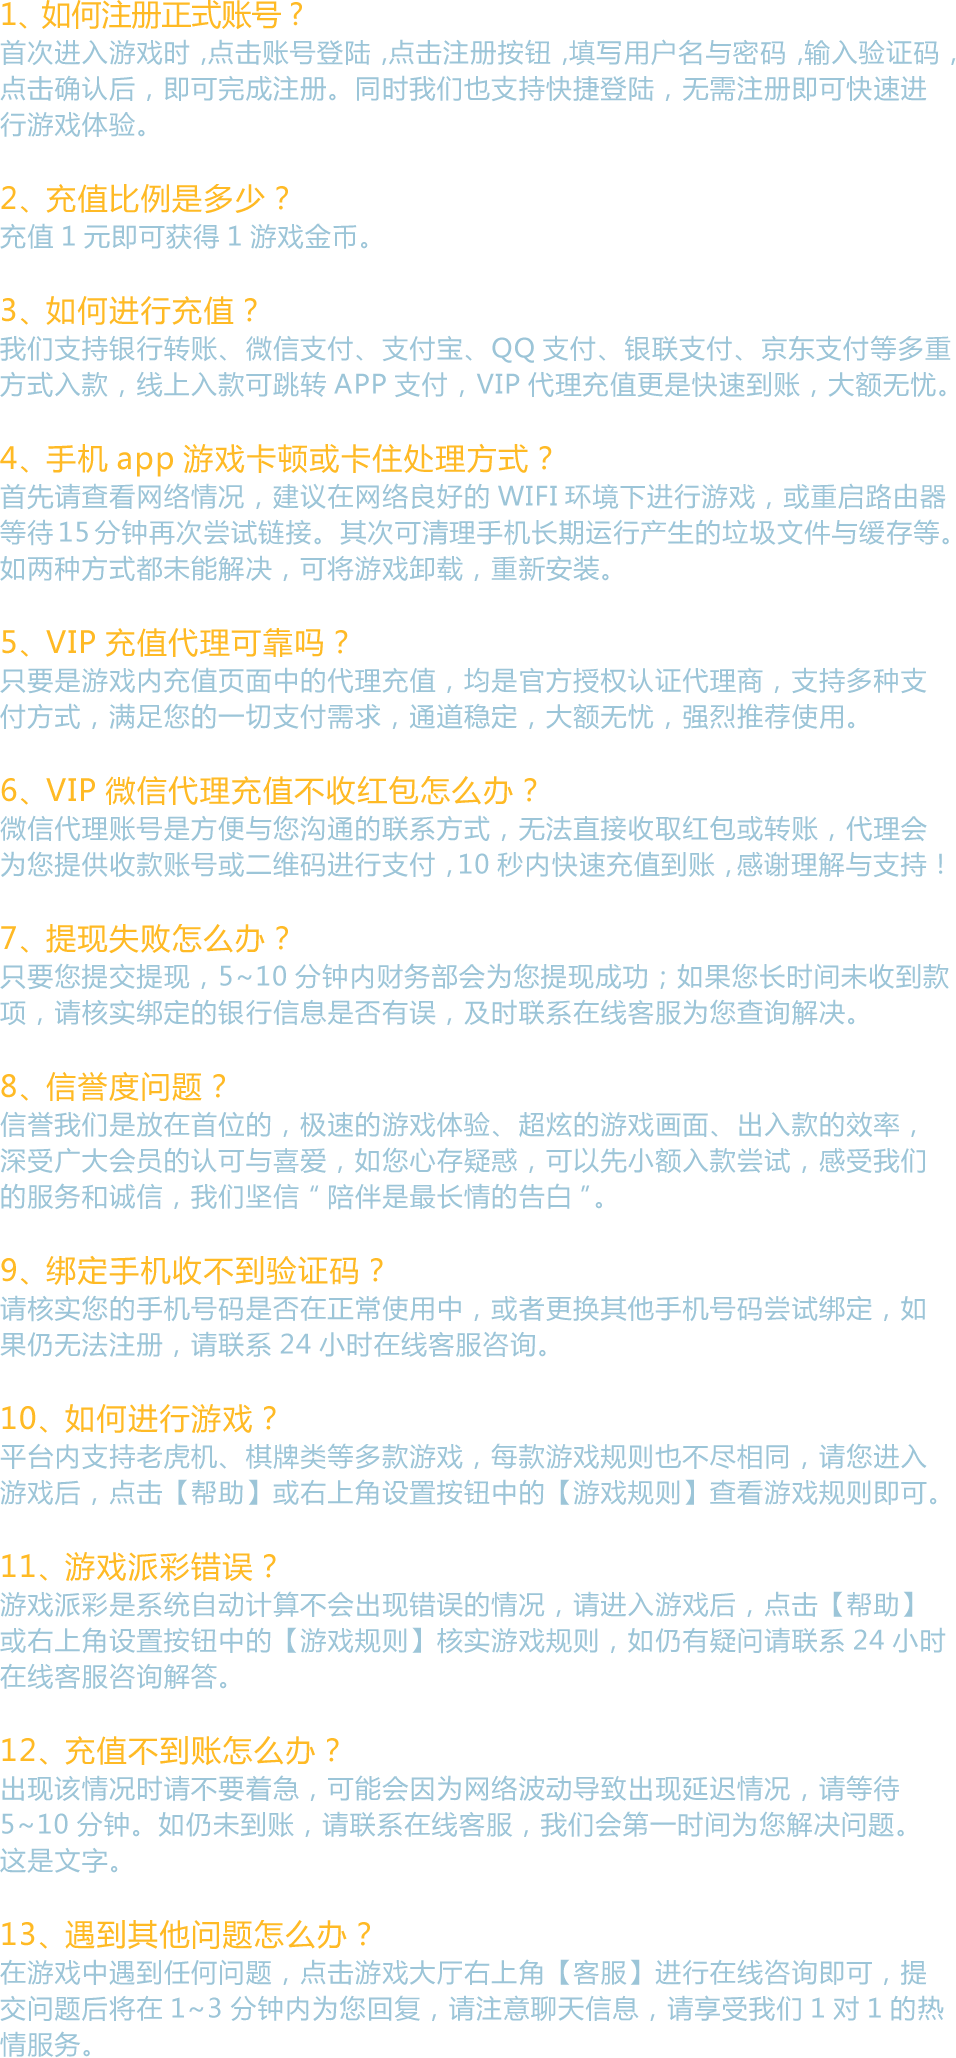 1、如何注册正式账号？
首次进入游戏时，点击账号登陆，点击注册按钮，填写用户名与密码，输入验证码，
点击确认后，即可完成注册。同时我们也支持快捷登陆，无需注册即可快速进
行游戏体验。
2、充值比例是多少？
充值 1 元即可获得 1 游戏金币。
3、如何进行充值？
我们支持银行转账、微信支付、支付宝、QQ 支付、银联支付、京东支付等多重
方式入款，线上入款可跳转 APP 支付，VIP 代理充值更是快速到账，大额无忧。
4、手机 app 游戏卡顿或卡住处理方式？
首先请查看网络情况，建议在网络良好的 WIFI 环境下进行游戏，或重启路由器
等待 15 分钟再次尝试链接。其次可清理手机长期运行产生的垃圾文件与缓存等。
如两种方式都未能解决，可将游戏卸载，重新安装。
5、VIP 充值代理可靠吗？
只要是游戏内充值页面中的代理充值，均是官方授权认证代理商，支持多种支
付方式，满足您的一切支付需求，通道稳定，大额无忧，强烈推荐使用。
6、VIP 微信代理充值不收红包怎么办？
微信代理账号是方便与您沟通的联系方式，无法直接收取红包或转账，代理会
为您提供收款账号或二维码进行支付，10 秒内快速充值到账，感谢理解与支持！
7、提现失败怎么办？
只要您提交提现，5~10 分钟内财务部会为您提现成功；如果您长时间未收到款
项，请核实绑定的银行信息是否有误，及时联系在线客服为您查询解决。
8、信誉度问题？
信誉我们是放在首位的，极速的游戏体验、超炫的游戏画面、出入款的效率，
深受广大会员的认可与喜爱，如您心存疑惑，可以先小额入款尝试，感受我们
的服务和诚信，我们坚信 “ 陪伴是最长情的告白 ”。
9、绑定手机收不到验证码？
请核实您的手机号码是否在正常使用中，或者更换其他手机号码尝试绑定，如
果仍无法注册，请联系 24 小时在线客服咨询。
10、如何进行游戏？
平台内支持老虎机、棋牌类等多款游戏，每款游戏规则也不尽相同，请您进入
游戏后，点击【帮助】或右上角设置按钮中的【游戏规则】查看游戏规则即可。
11、游戏派彩错误？
游戏派彩是系统自动计算不会出现错误的情况，请进入游戏后，点击【帮助】
或右上角设置按钮中的【游戏规则】核实游戏规则，如仍有疑问请联系 24 小时
在线客服咨询解答。
12、充值不到账怎么办？
出现该情况时请不要着急，可能会因为网络波动导致出现延迟情况，请等待
5~10 分钟。如仍未到账，请联系在线客服，我们会第一时间为您解决问题。
这是文字。
13、遇到其他问题怎么办？
在游戏中遇到任何问题，点击游戏大厅右上角【客服】进行在线咨询即可，提
交问题后将在 1~3 分钟内为您回复，请注意聊天信息，请享受我们 1 对 1 的热
情服务。